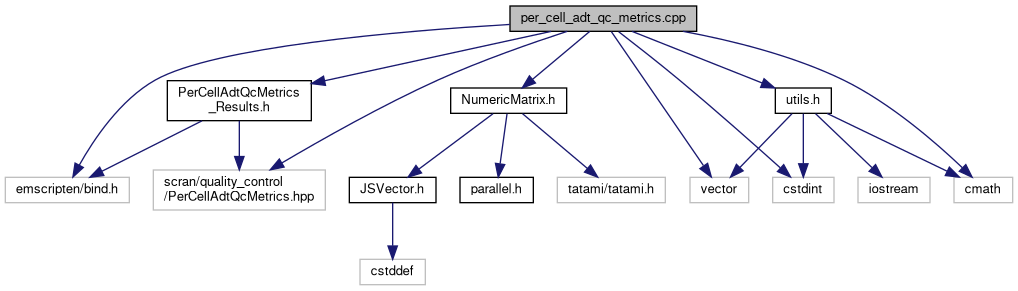 per_cell_adt_qc_metrics.cpp
PerCellAdtQcMetrics
_Results.h
NumericMatrix.h
utils.h
emscripten/bind.h
scran/quality_control
/PerCellAdtQcMetrics.hpp
JSVector.h
parallel.h
tatami/tatami.h
vector
cstdint
iostream
cmath
cstddef